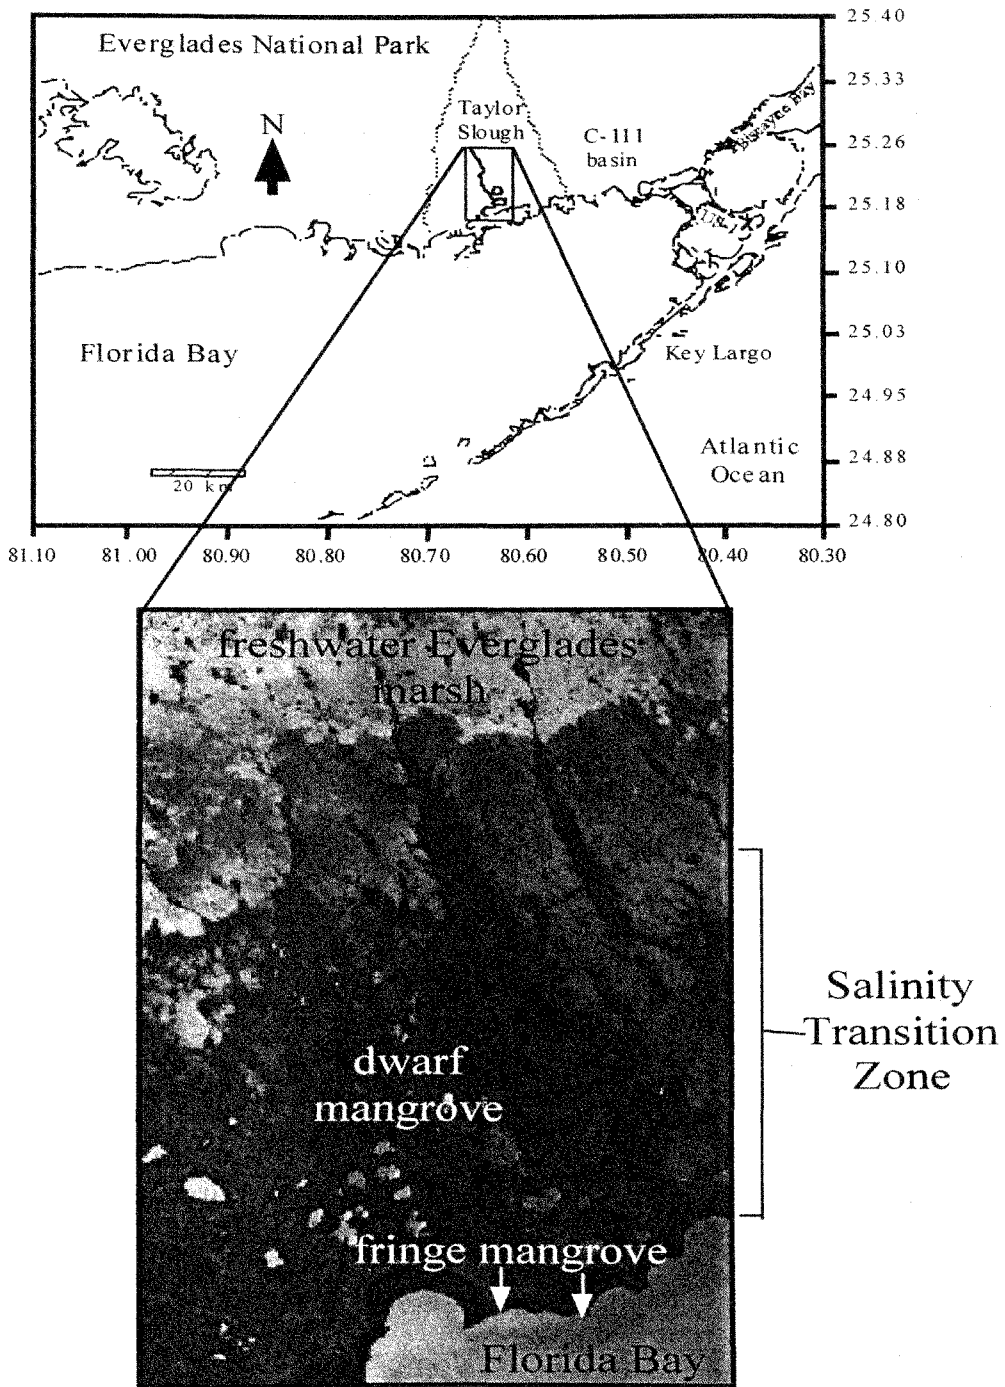 Everglades National Park
N
Taylor
Slough
C-111
basin
Biscayne Bay
Florida Bay
Key Largo
Atlantic
Ocean
20 km
25.40
25.33
25.26
25.18
25.10
25.03
24.95
24.88
24.80
81.10 81.00 80.90 80.80 80.70 80.60 80.50 80.40 80.30
freshwater Everglades
marsh
dwarf
mangrove
fringe mangrove
Florida Bay
Salinity
Transition
Zone